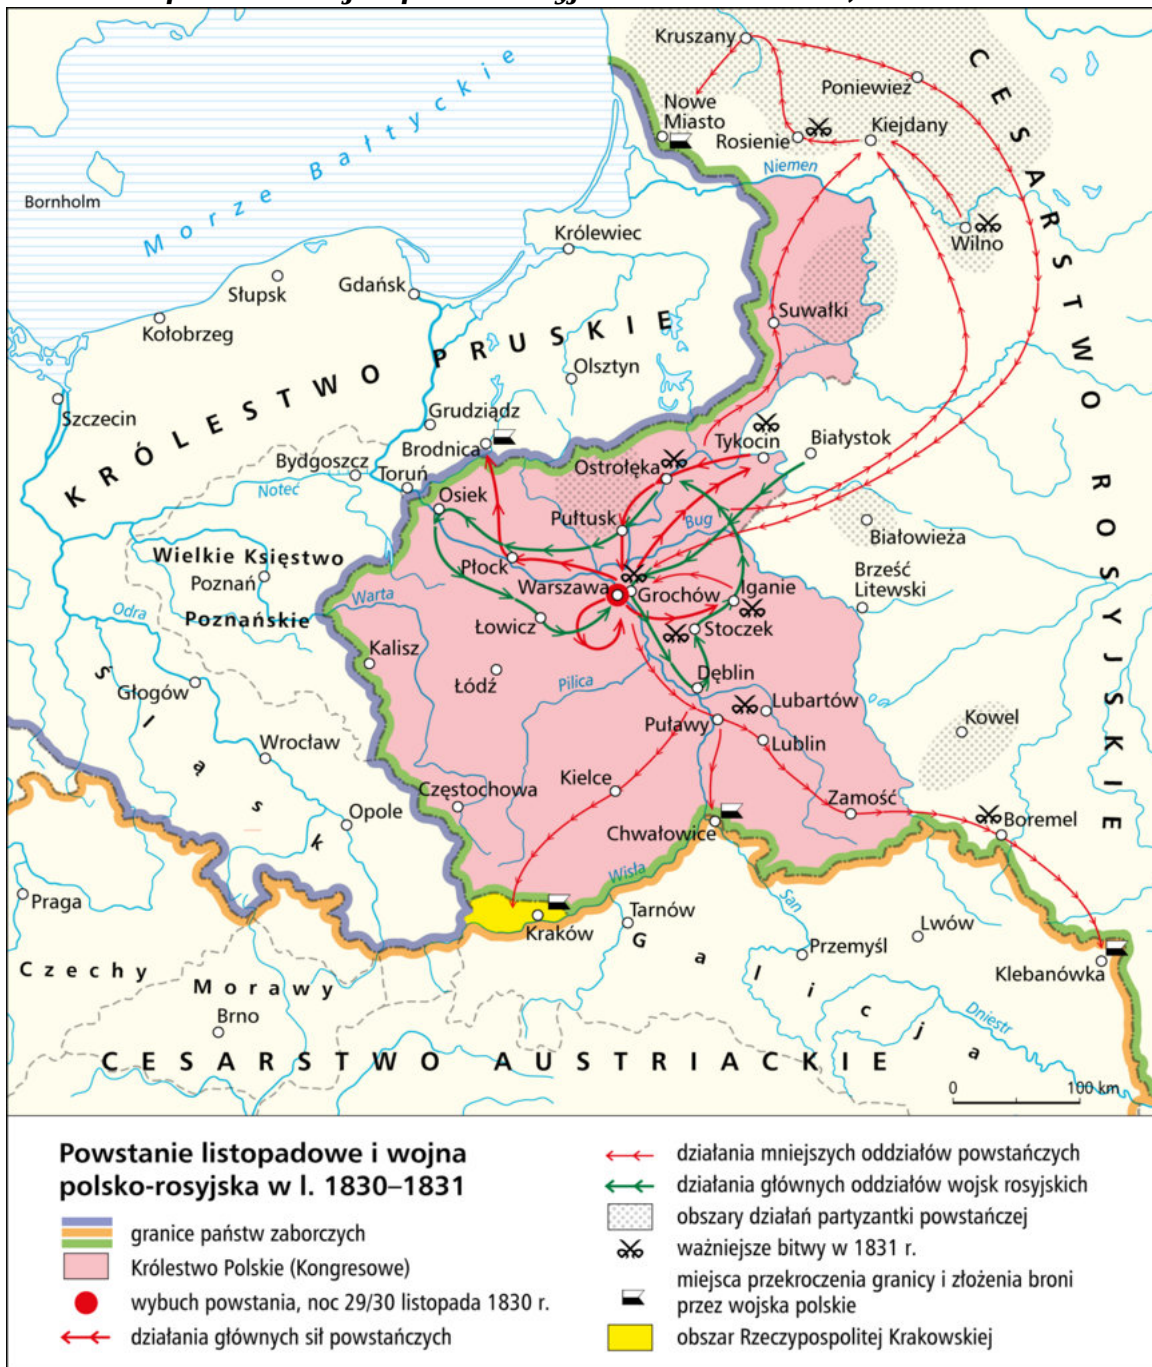 Kruszany
Poniewież
Nowe
Miasto
Rosienie
Kiejdany
Niemen
Wilno
Morze Bałtyckie
Bornholm
Królewiec
Słupsk
Gdańsk
Kołobrzeg
Suwałki
CESARSTWO ROSYJSKIE
KRÓLESTWO PRUSKIE
Olsztyn
Szczecin
Grudziądz
Brodnica
Tykocin
Białystok
Bydgoszcz
Toruń
Ostrołęka
Noteć
Osiek
Pułtusk
Bug
Białowieża
Wielkie Księstwo
Poznań
Poznańskie
Płock
Warszawa
Grochów
Iganie
Brześć
Litewski
Warta
Odra
Łowicz
Stoczek
Kalisz
Łódź
Pilica
Dęblin
Głogów
Śląsk
Lubartów
Puławy
Lublin
Kowel
Wrocław
Kielce
Częstochowa
Zamość
Opole
Chwałowice
Boremel
Wisła
Praga
Kraków
Tarnów
San
Lwów
Przemyśl
Klebanówka
Galicja
Czechy
Morawy
Brno
Dniestr
CESARSTWO AUSTRIACKIE
0 100 km
Powstanie listopadowe i wojna
polsko-rosyjska w l. 1830–1831
granice państw zaborczych
Królestwo Polskie (Kongresowe)
wybuch powstania, noc 29/30 listopada 1830 r.
działania głównych sił powstańczych
działania mniejszych oddziałów powstańczych
działania głównych oddziałów wojsk rosyjskich
obszary działań partyzantki powstańczej
ważniejsze bitwy w 1831 r.
miejsca przekroczenia granicy i złożenia broni
przez wojska polskie
obszar Rzeczypospolitej Krakowskiej